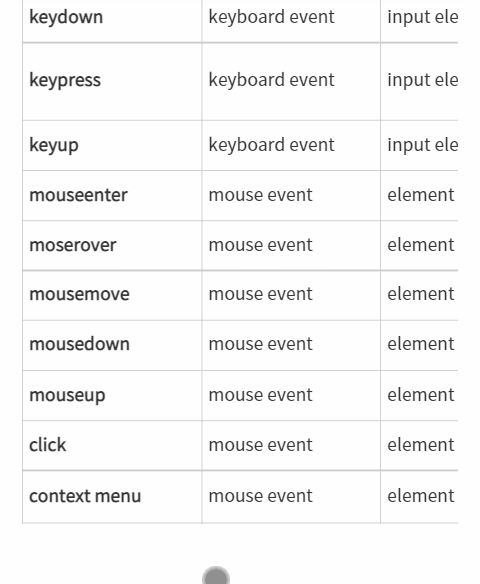 keydown keyboard event input ele
keypress keyboard event input ele
keyup keyboard event input ele
mouseenter mouse event element
moserover mouse event element
mousemove mouse event element
mousedown mouse event element
mouseup mouse event element
click mouse event element
context menu mouse event element